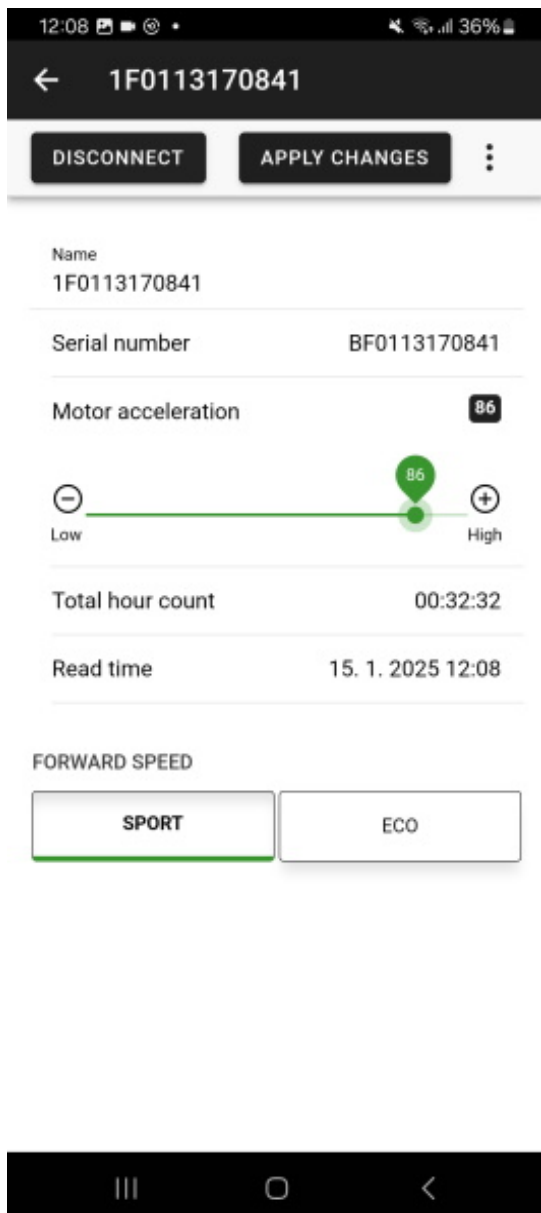 12:08 36%
1F0113170841
DISCONNECT APPLY CHANGES
Name
1F0113170841
Serial number BF0113170841
Motor acceleration 86
86
Low High
Total hour count 00:32:32
Read time 15. 1. 2025 12:08
FORWARD SPEED
SPORT ECO